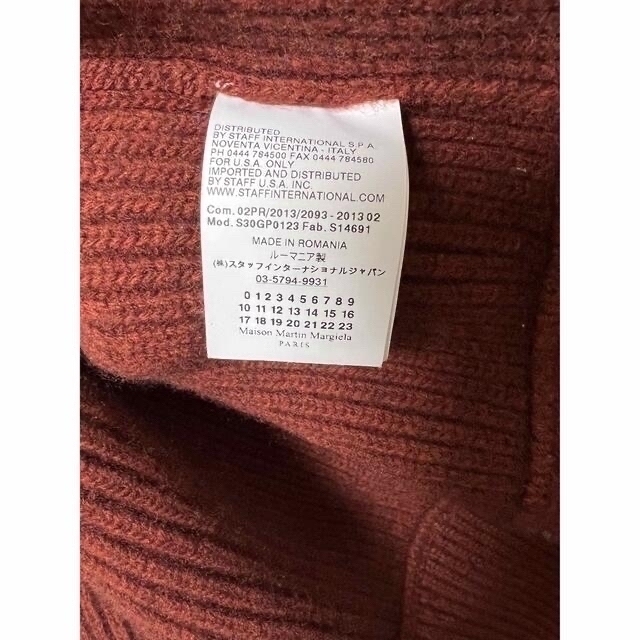 DISTRIBUTED
BY STAFF INTERNATIONAL S.P.A.
NOVENTA VICENTINA - ITALY
PH 0444 784500 FAX 0444 784580
FOR U.S.A. ONLY
IMPORTED AND DISTRIBUTED
BY STAFF U.S.A. INC.
WWW.STAFFINTERNATIONAL.COM
Com. 02PR/2013/2093 - 2013 02
Mod. S30GP0123 Fab. S14691
MADE IN ROMANIA
ルーマニア製
(株)スタッフインターナショナルジャパン
03-5794-9931
0 1 2 3 4 5 6 7 8 9
10 11 12 13 14 15 16
17 18 19 20 21 22 23
Maison Martin Margiela
PARIS